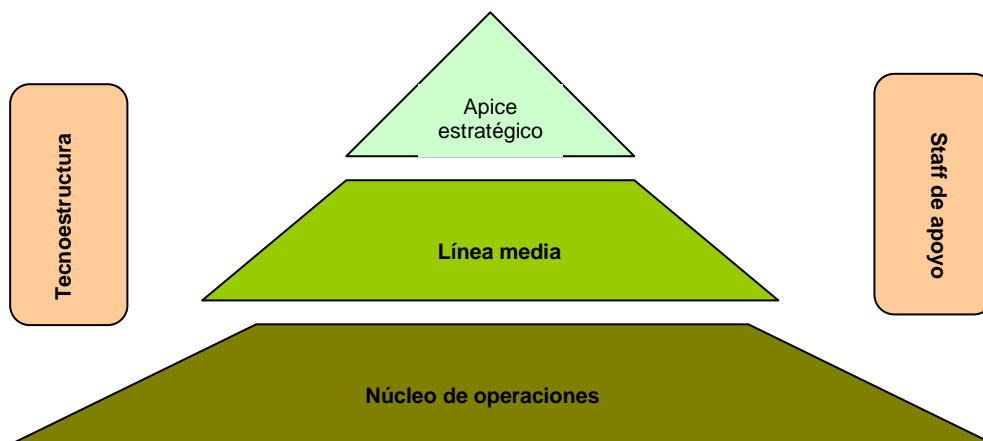 Apice
estratégico
Tecnoestructura
Staff de apoyo
Línea media
Núcleo de operaciones